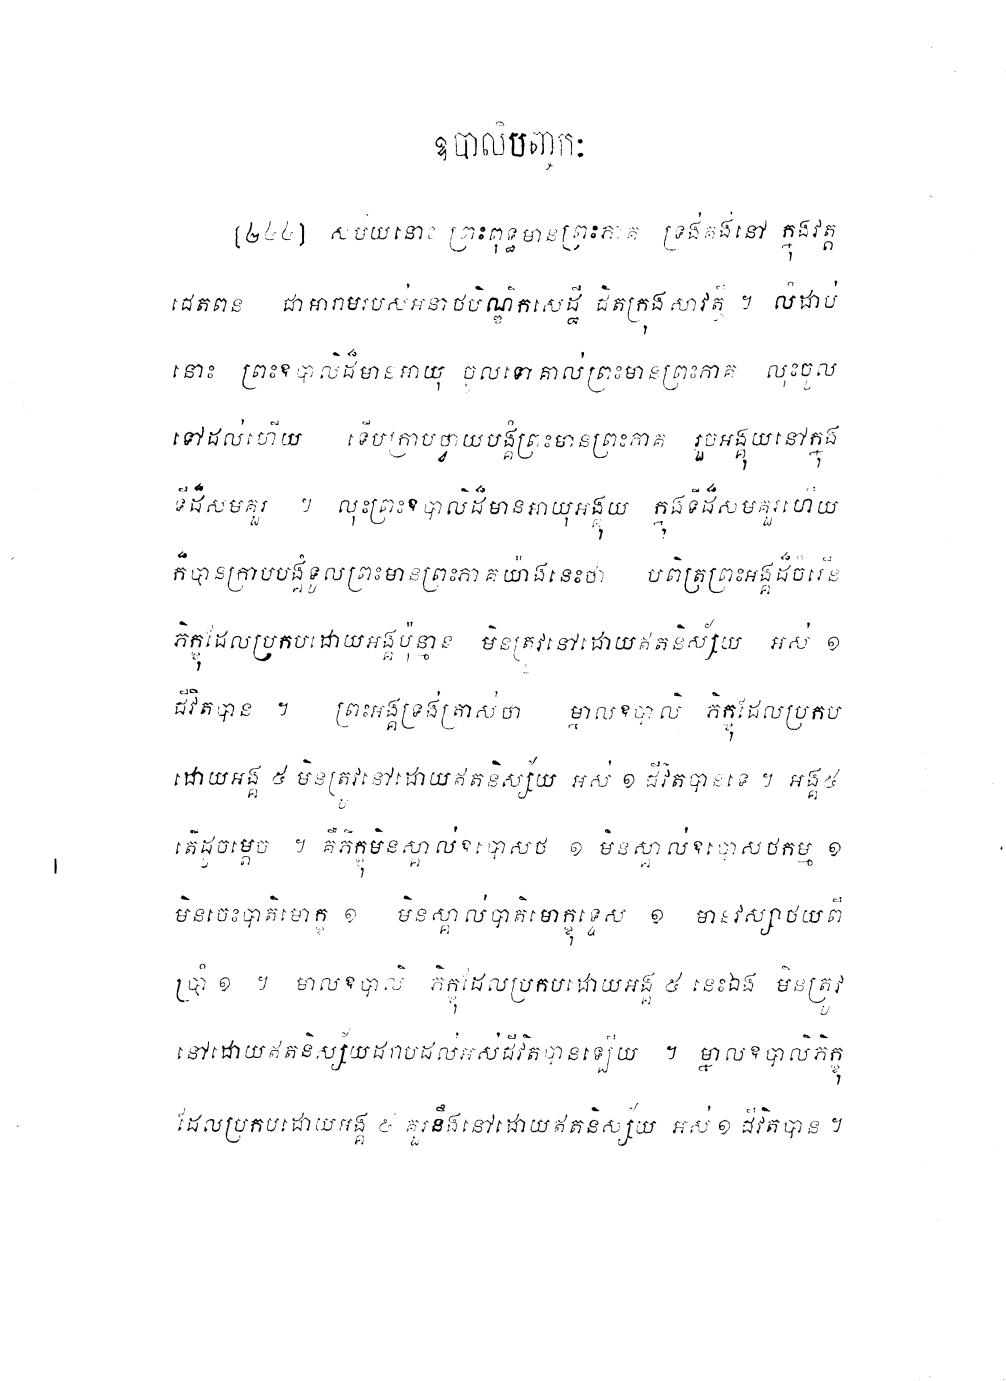 ឧបាលិបញ្ចកៈ
[២៤៤] សម័យនោះ ព្រះពុទ្ធមានព្រះភាគ ទ្រង់គង់នៅ ក្នុងវត្ត
ជេតពន ជាអារាមរបស់អនាថបិណ្ឌិកសេដ្ឋី ជិតក្រុងសាវត្ថី ។ លំដាប់
នោះ ព្រះឧបាលិដ៏មានអាយុ ចូលទៅគាល់ព្រះមានព្រះភាគ លុះចូល
ទៅដល់ហើយ ទើបក្រាបថ្វាយបង្គំព្រះមានព្រះភាគ រួចអង្គុយនៅក្នុង
ទីដ៏សមគួរ ។ លុះព្រះឧបាលិដ៏មានអាយុអង្គុយ ក្នុងទីដ៏សមគួរហើយ
ក៏បានក្រាបបង្គំទូលព្រះមានព្រះភាគយ៉ាងនេះថា បពិត្រព្រះអង្គដ៏ចំរើន
ភិក្ខុដែលប្រកបដោយអង្គប៉ុន្មាន មិនត្រូវនៅដោយឥតនិស្ស័យ អស់ ១
ជីវិតបាន ។ ព្រះអង្គទ្រង់ត្រាស់ថា ម្នាលឧបាលិ ភិក្ខុដែលប្រកប
ដោយអង្គ ៥ មិនត្រូវនៅដោយឥតនិស្ស័យ អស់ ១ ជីវិតបានទេ ។ អង្គ៥
តើដូចម្តេច ។ គឺភិក្ខុមិនស្គាល់ឧបោសថ ១ មិនស្គាល់ឧបោសថកម្ម ១
មិនចេះបាតិមោក្ខ ១ មិនស្គាល់បាតិមោក្ខុទ្ទេស ១ មានវស្សាថយពី
ប្រាំ ១ ។ មាលឧបាលិ ភិក្ខុដែលប្រកបដោយអង្គ ៥ នេះឯង មិនត្រូវ
នៅដោយឥតនិស្ស័យដរាបដល់អស់ជីវិតបានឡើយ ។ ម្នាលឧបាលិភិក្ខុ
ដែលប្រកបដោយអង្គ ៥ គួរនឹងនៅដោយឥតនិស្ស័យ អស់ ១ ជីវិតបាន ។